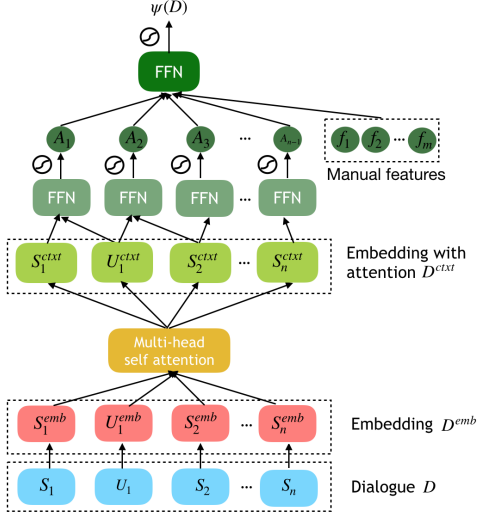 ψ(D)
FFN
A₁ A₂ A₃ ... Aₙ₋₁ f₁ f₂ ... fₘ
Manual features
FFN FFN FFN ... FFN
S₁ᶜᵗˣᵗ U₁ᶜᵗˣᵗ S₂ᶜᵗˣᵗ ... Sₙᶜᵗˣᵗ
Embedding with
attention Dᶜᵗˣᵗ
Multi-head
self attention
S₁ᵉᵐᵇ U₁ᵉᵐᵇ S₂ᵉᵐᵇ ... Sₙᵉᵐᵇ Embedding Dᵉᵐᵇ
S₁ U₁ S₂ ... Sₙ Dialogue D